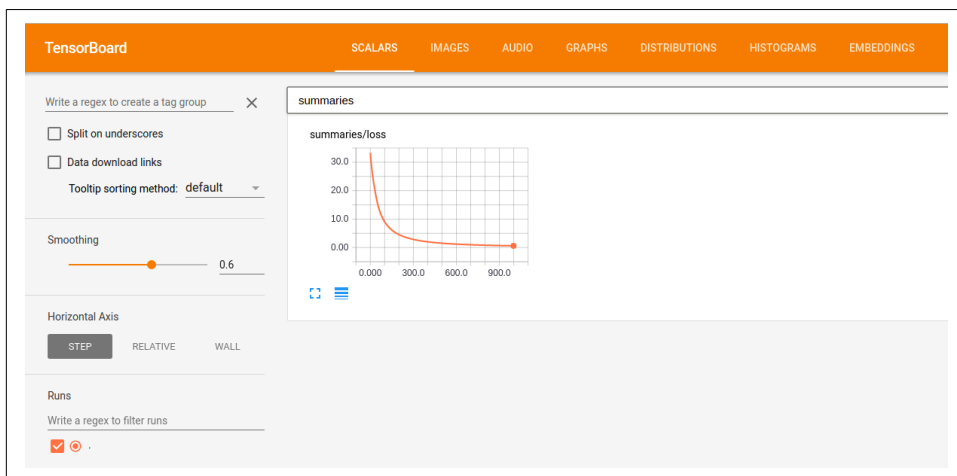 TensorBoard
SCALARS IMAGES AUDIO GRAPHS DISTRIBUTIONS HISTOGRAMS EMBEDDINGS
Write a regex to create a tag group
Split on underscores
Data download links
Tooltip sorting method: default
Smoothing
0.6
Horizontal Axis
STEP RELATIVE WALL
Runs
Write a regex to filter runs
.
summaries
summaries/loss
30.0
20.0
10.0
0.00
0.000 300.0 600.0 900.0